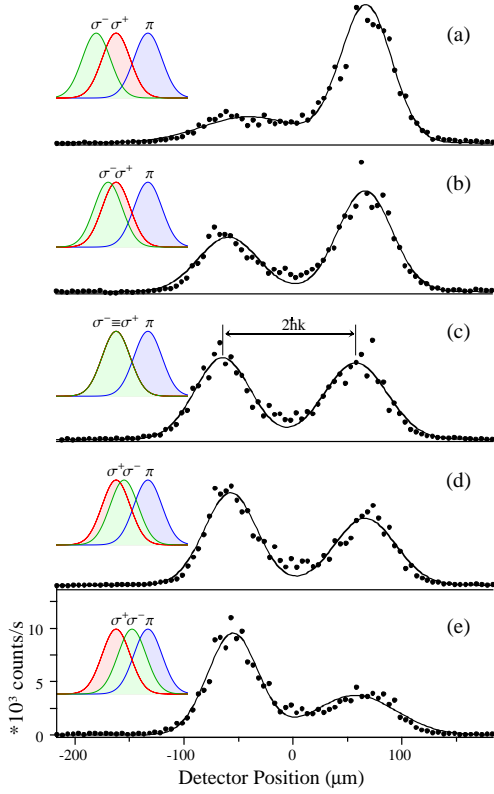 σ⁻ σ⁺ π (a)
σ⁻σ⁺ π (b)
σ⁻≡σ⁺ π (c)
2ħk
σ⁺σ⁻ π (d)
σ⁺σ⁻ π (e)
10
5
0
*10³ counts/s
-200 -100 0 100
Detector Position (μm)